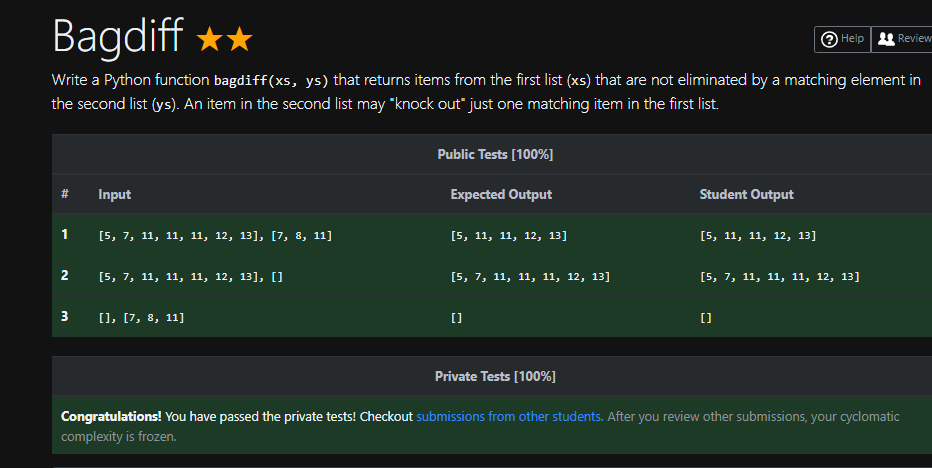 Bagdiff ★★
Help Review
Write a Python function bagdiff(xs, ys) that returns items from the first list (xs) that are not eliminated by a matching element in
the second list (ys). An item in the second list may "knock out" just one matching item in the first list.
Public Tests [100%]
# Input Expected Output Student Output
1 [5, 7, 11, 11, 11, 12, 13], [7, 8, 11] [5, 11, 11, 12, 13] [5, 11, 11, 12, 13]
2 [5, 7, 11, 11, 11, 12, 13], [] [5, 7, 11, 11, 11, 12, 13] [5, 7, 11, 11, 11, 12, 13]
3 [], [7, 8, 11] [] []
Private Tests [100%]
Congratulations! You have passed the private tests! Checkout submissions from other students. After you review other submissions, your cyclomatic
complexity is frozen.